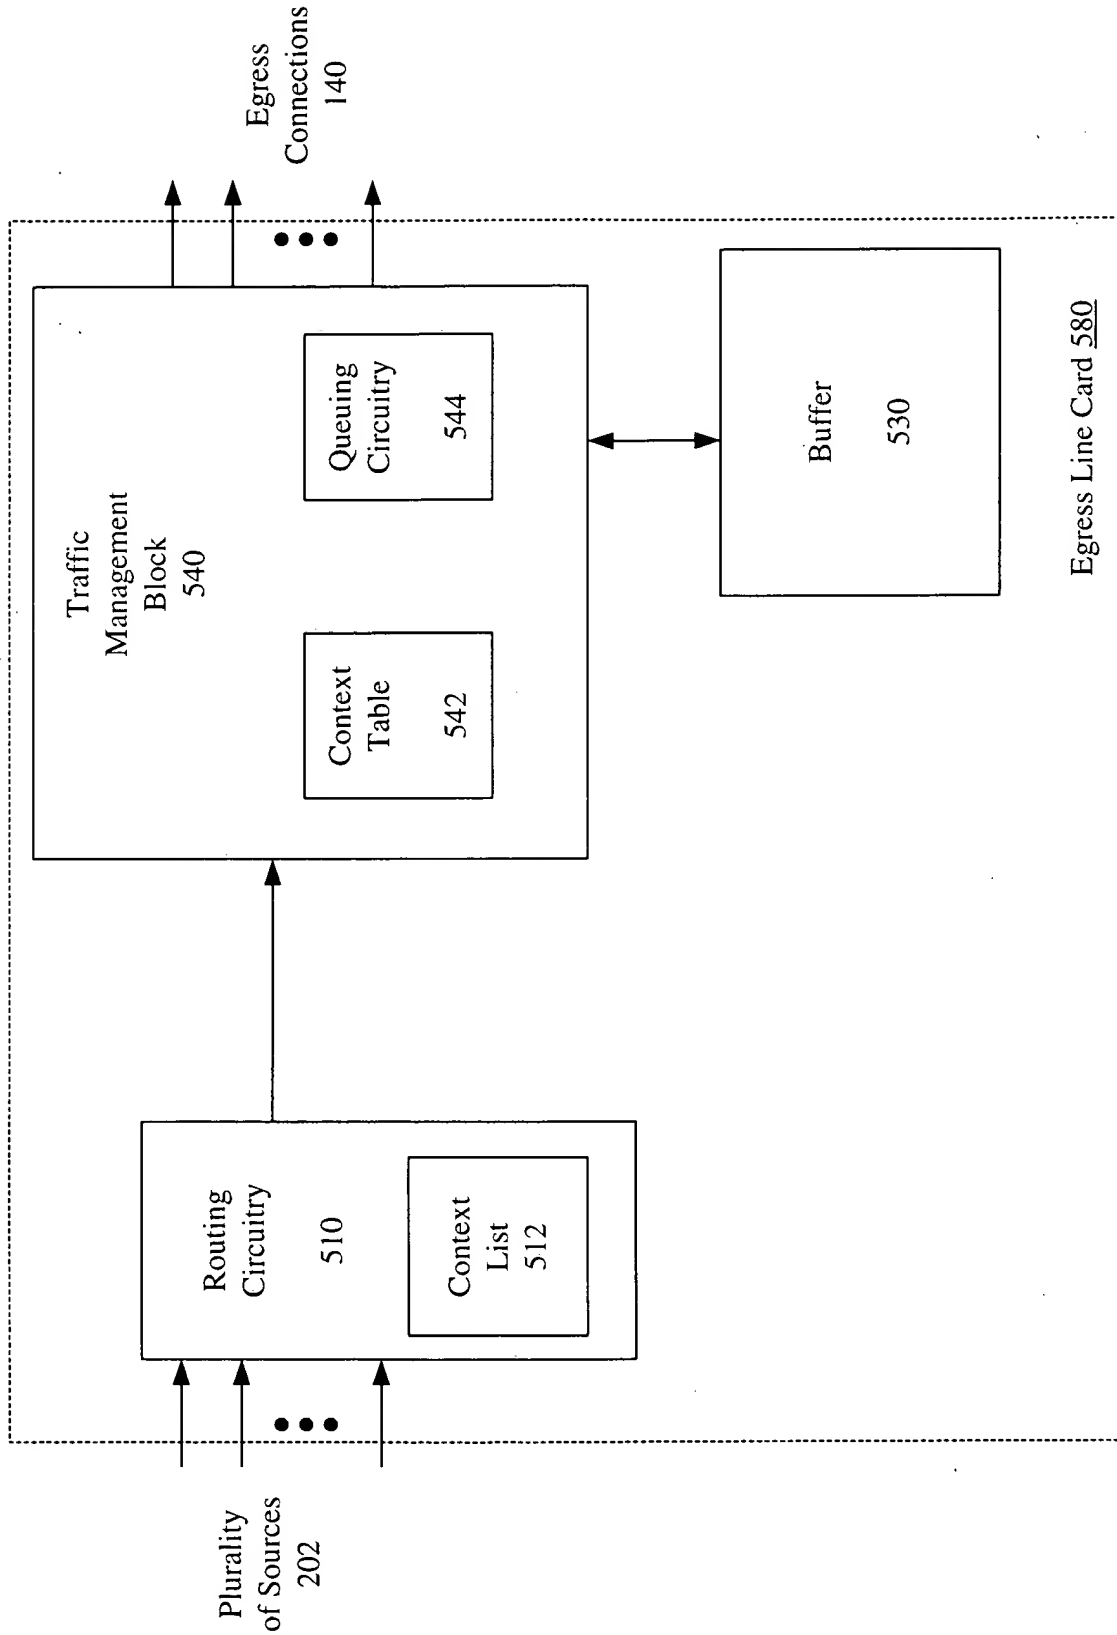 Plurality
of Sources
202
Routing
Circuitry
510
Context
List
512
Traffic
Management
Block
540
Context
Table
542
Queuing
Circuitry
544
Egress
Connections
140
Buffer
530
Egress Line Card 580